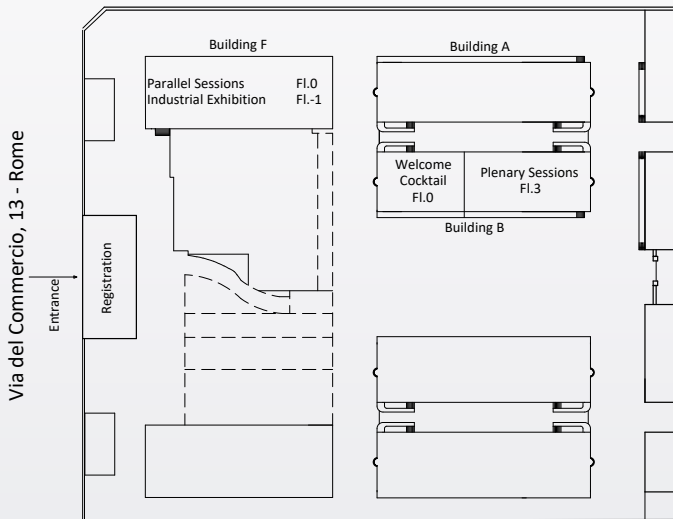 Building F
Parallel Sessions Fl.0
Industrial Exhibition Fl.-1
Building A
Welcome
Cocktail
Fl.0
Plenary Sessions
Fl.3
Building B
Via del Commercio, 13 - Rome
Entrance
Registration